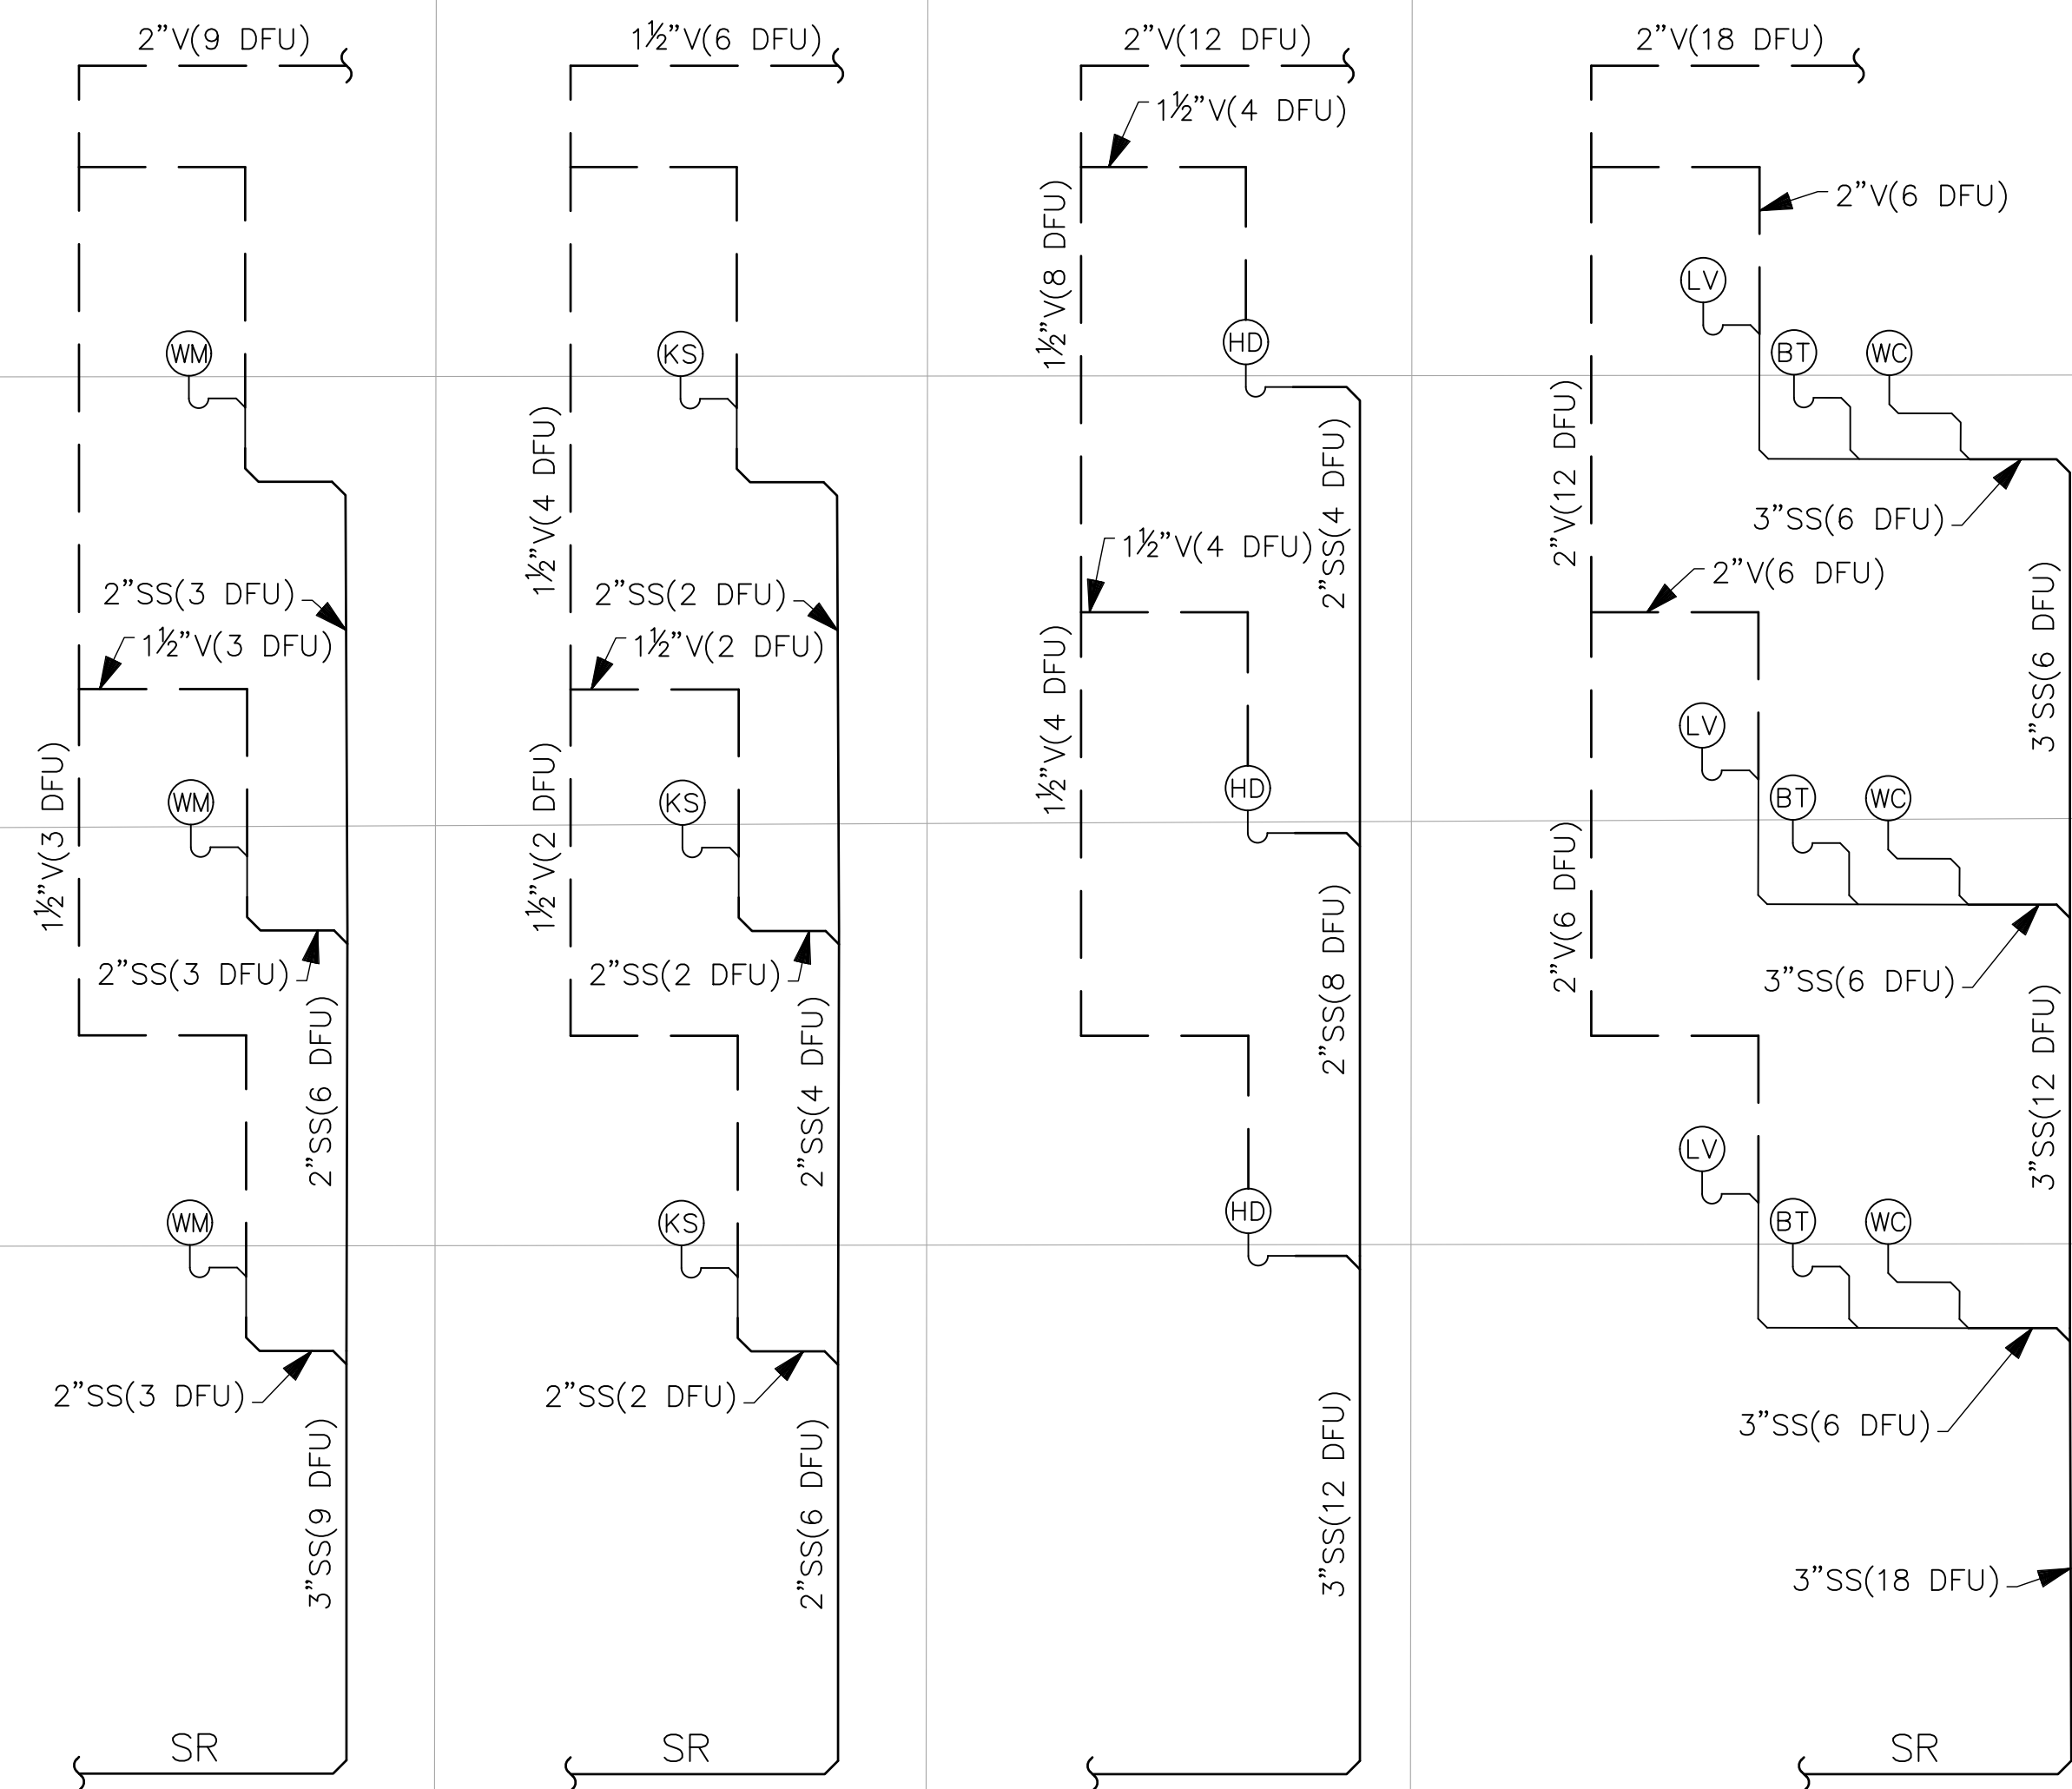 2"V(9 DFU)
WM
2"SS(3 DFU)
1½"V(3 DFU)
1½"V(3 DFU)
WM
2"SS(3 DFU)
2"SS(6 DFU)
WM
2"SS(3 DFU)
3"SS(9 DFU)
SR
1½"V(6 DFU)
KS
1½"V(4 DFU)
2"SS(2 DFU)
1½"V(2 DFU)
1½"V(2 DFU)
KS
2"SS(2 DFU)
2"SS(4 DFU)
KS
2"SS(2 DFU)
2"SS(6 DFU)
SR
2"V(12 DFU)
1½"V(4 DFU)
1½"V(8 DFU)
HD
2"SS(4 DFU)
1½"V(4 DFU)
1½"V(4 DFU)
HD
2"SS(8 DFU)
HD
3"SS(12 DFU)
2"V(18 DFU)
2"V(6 DFU)
LV
BT
WC
2"V(12 DFU)
3"SS(6 DFU)
2"V(6 DFU)
3"SS(6 DFU)
LV
BT
WC
2"V(6 DFU)
3"SS(6 DFU)
3"SS(12 DFU)
LV
BT
WC
3"SS(6 DFU)
3"SS(18 DFU)
SR